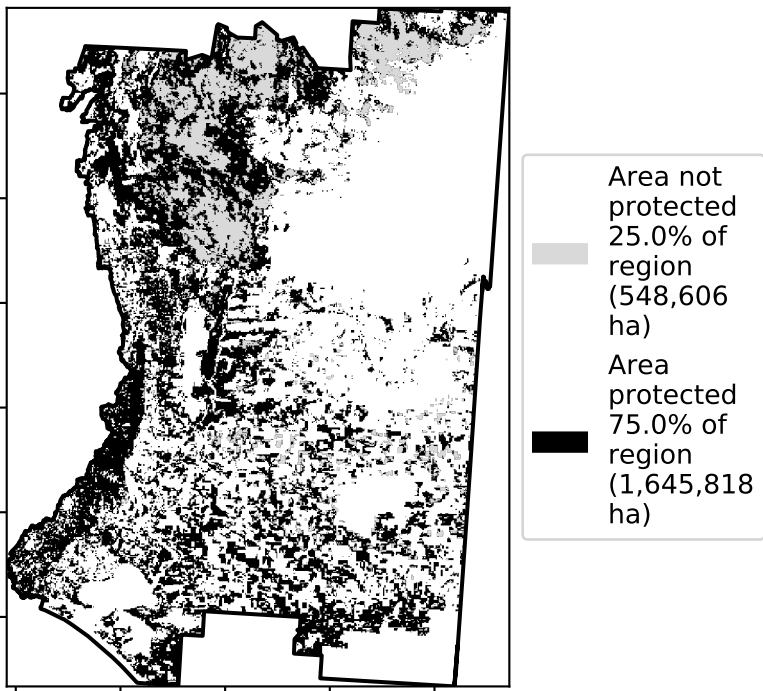 Area not
protected
25.0% of
region
(548,606
ha)
Area
protected
75.0% of
region
(1,645,818
ha)